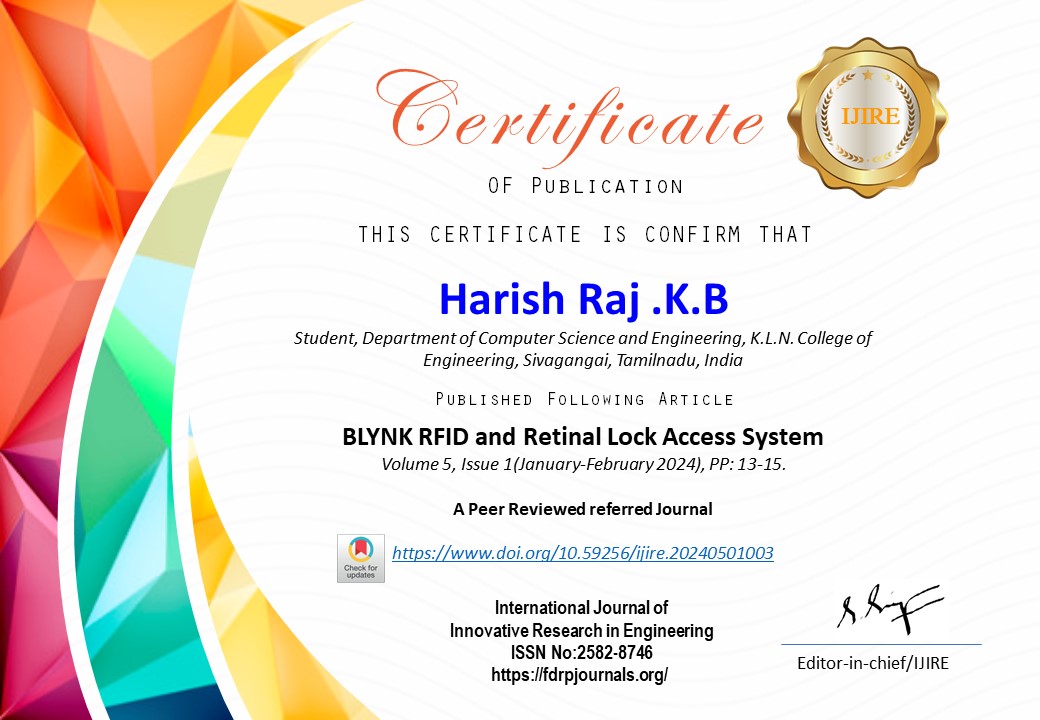 Certificate
IJIRE
OF PUBLICATION
THIS CERTIFICATE IS CONFIRM THAT
Harish Raj .K.B
Student, Department of Computer Science and Engineering, K.L.N. College of
Engineering, Sivagangai, Tamilnadu, India
PUBLISHED FOLLOWING ARTICLE
BLYNK RFID and Retinal Lock Access System
Volume 5, Issue 1(January-February 2024), PP: 13-15.
A Peer Reviewed referred Journal
Check for
updates
https://www.doi.org/10.59256/ijire.20240501003
International Journal of
Innovative Research in Engineering
ISSN No:2582-8746
https://fdrpjournals.org/
Editor-in-chief/IJIRE